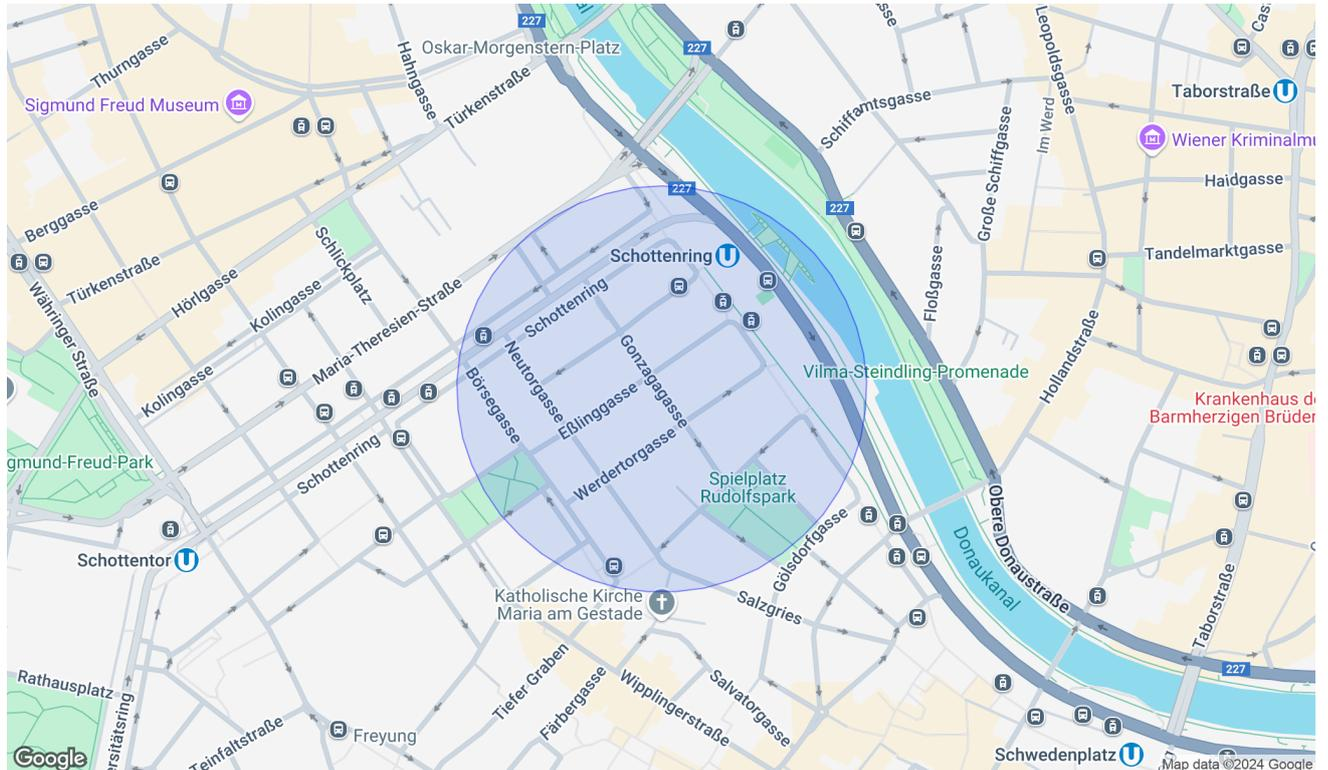 227
Oskar-Morgenstern-Platz
227
Thurngasse
Hahngasse
Türkenstraße
Leopoldsgasse
Taborstraße
U
Sigmund Freud Museum
Schiffamtsgasse
Im Werd
Große Schiffgasse
Wiener Kriminalmu
Haidgasse
227
227
Berggasse
Türkenstraße
Schlickplatz
Schottenring
U
Tandelmarktgasse
Hörlgasse
Kolingasse
Maria-Theresien-Straße
Schottenring
Floßgasse
Währinger Straße
Kolingasse
Neutorgasse
Gonzagagasse
Hollandstraße
Börsegasse
Eßlinggasse
Vilma-Steindling-Promenade
Krankenhaus de
Barmherzigen Brüder
gmund-Freud-Park
Schottenring
Werdertorgasse
Spielplatz
Rudolfspark
Gölsdorfgasse
Obere Donaustraße
Donaukanal
Schottentor
U
Katholische Kirche
Maria am Gestade
Salzgries
Taborstraße
227
Rathausplatz
ersitätsring
Teinfaltstraße
Freyung
Tiefer Graben
Färbergasse
Wipplingerstraße
Salvatorgasse
Schwedenplatz
U
Google
Map data ©2024 Google